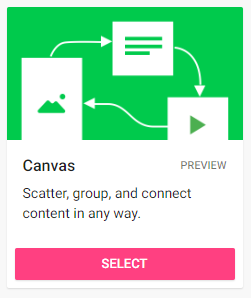 Canvas PREVIEW
Scatter, group, and connect
content in any way.
SELECT